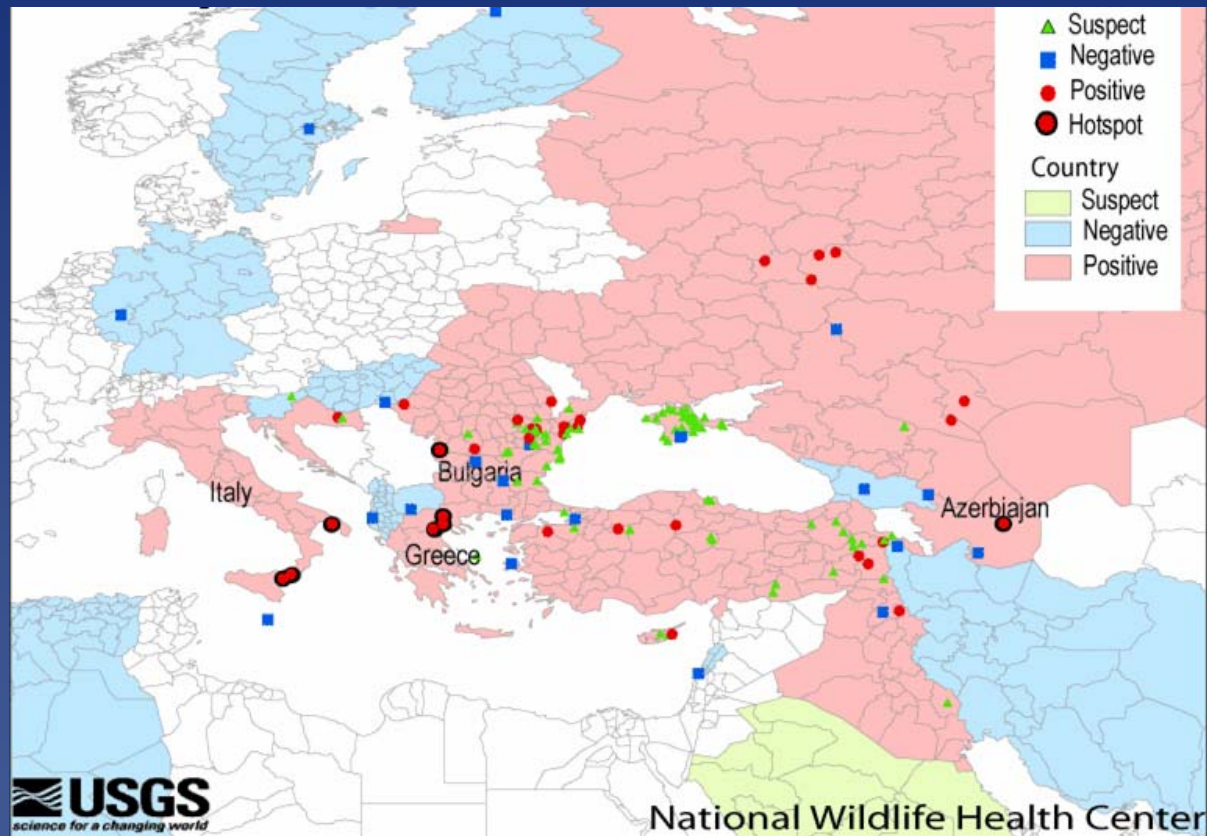 Suspect
Negative
Positive
Hotspot
Country
Suspect
Negative
Positive
Bulgaria
Italy
Azerbiajan
Greece
USGS
science for a changing world
National Wildlife Health Center